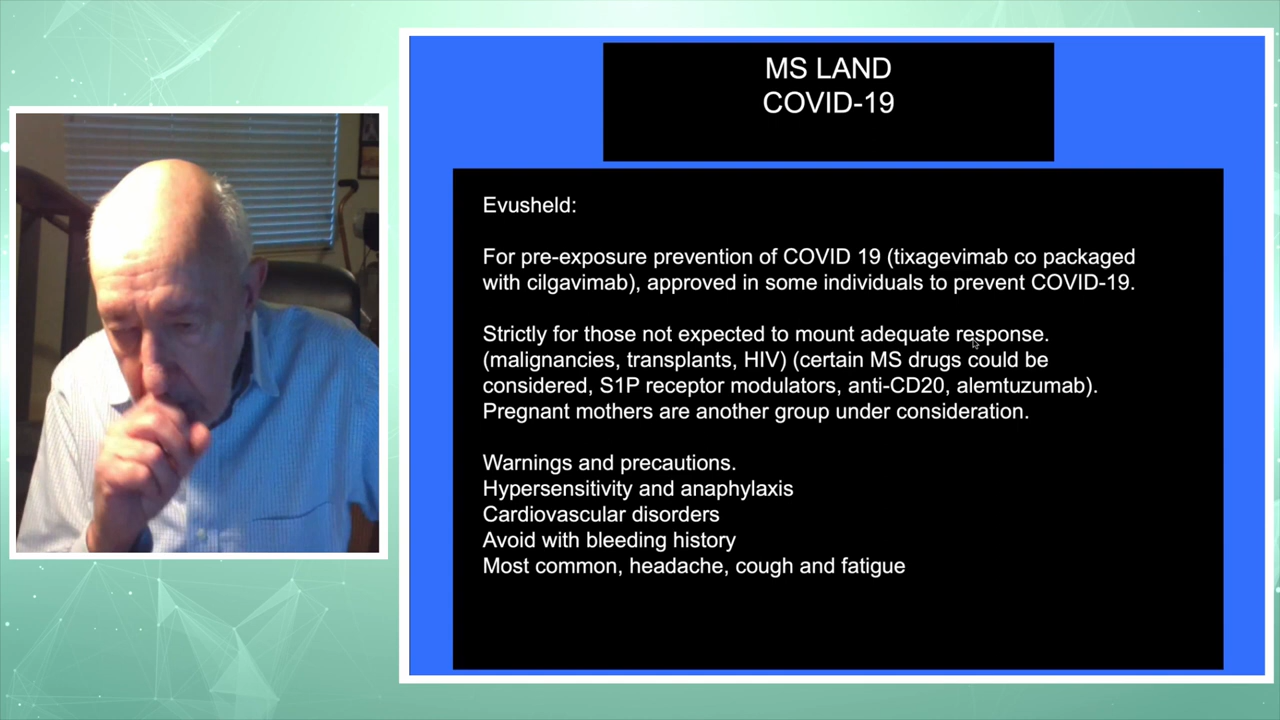 MS LAND
COVID-19
Evusheld:
For pre-exposure prevention of COVID 19 (tixagevimab co packaged
with cilgavimab), approved in some individuals to prevent COVID-19.
Strictly for those not expected to mount adequate response.
(malignancies, transplants, HIV) (certain MS drugs could be
considered, S1P receptor modulators, anti-CD20, alemtuzumab).
Pregnant mothers are another group under consideration.
Warnings and precautions.
Hypersensitivity and anaphylaxis
Cardiovascular disorders
Avoid with bleeding history
Most common, headache, cough and fatigue